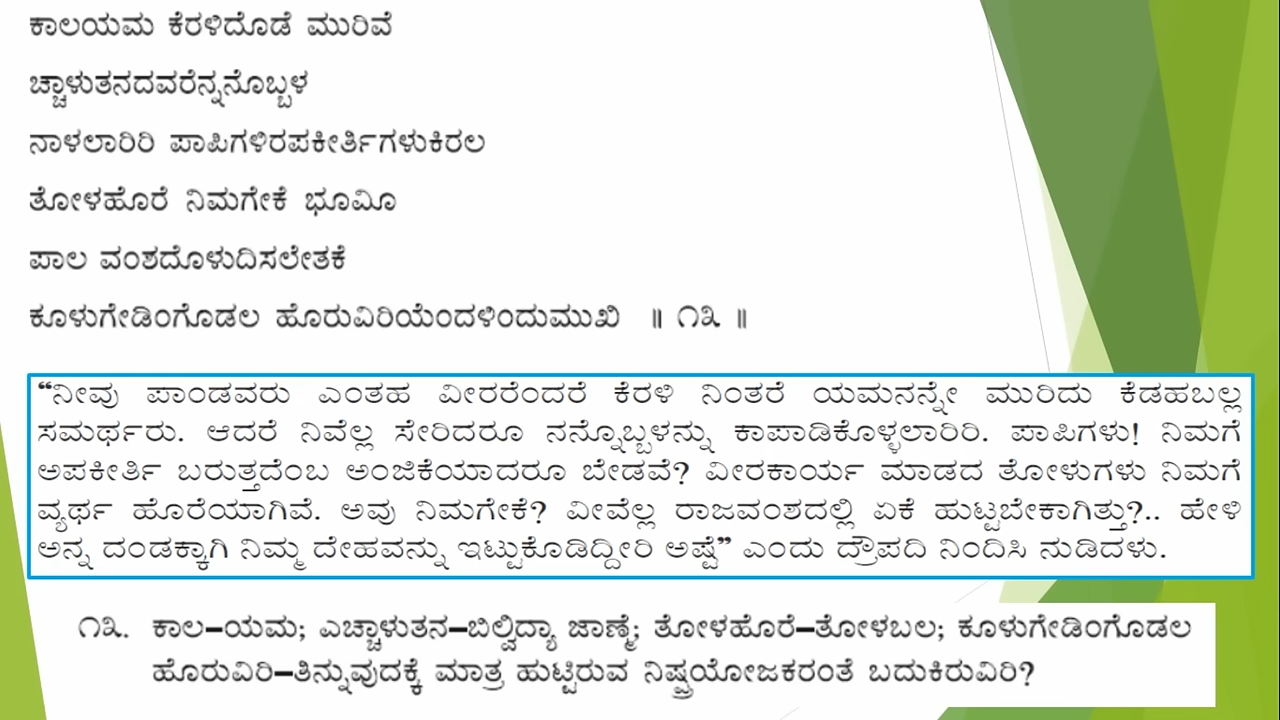 ಕಾಲಯಮ ಕೆರಳಿದೊಡೆ ಮುರಿವೆ
ಚ್ಚಾಳುತನದವರೆನ್ನನೊಬ್ಬಳ
ನಾಳಲಾರಿರಿ ಪಾಪಿಗಳಿರಪಕೀರ್ತಿಗಳುಕಿರಲ
ತೋಳಹೊರೆ ನಿಮಗೇಕೆ ಭೂಮೀ
ಪಾಲ ವಂಶದೊಳುದಿಸಲೇತಕೆ
ಕೂಳುಗೇಡಿಂಗೊಡಲ ಹೊರುವಿರಿಯೆಂದಳಿಂದುಮುಖಿ ॥ ೧೩ ॥
“ನೀವು ಪಾಂಡವರು ಎಂತಹ ವೀರರೆಂದರೆ ಕೆರಳಿ ನಿಂತರೆ ಯಮನನ್ನೇ ಮುರಿದು ಕೆಡಹಬಲ್ಲ
ಸಮರ್ಥರು. ಆದರೆ ನಿವೆಲ್ಲ ಸೇರಿದರೂ ನನ್ನೊಬ್ಬಳನ್ನು ಕಾಪಾಡಿಕೊಳ್ಳಲಾರಿರಿ. ಪಾಪಿಗಳು! ನಿಮಗೆ
ಅಪಕೀರ್ತಿ ಬರುತ್ತದೆಂಬ ಅಂಜಿಕೆಯಾದರೂ ಬೇಡವೆ? ವೀರಕಾರ್ಯ ಮಾಡದ ತೋಳುಗಳು ನಿಮಗೆ
ವ್ಯರ್ಥ ಹೊರೆಯಾಗಿವೆ. ಅವು ನಿಮಗೇಕೆ? ವೀವೆಲ್ಲ ರಾಜವಂಶದಲ್ಲಿ ಏಕೆ ಹುಟ್ಟಬೇಕಾಗಿತ್ತು?.. ಹೇಳಿ
ಅನ್ನ ದಂಡಕ್ಕಾಗಿ ನಿಮ್ಮ ದೇಹವನ್ನು ಇಟ್ಟುಕೊಡಿದ್ದೀರಿ ಅಷ್ಟೆ” ಎಂದು ದ್ರೌಪದಿ ನಿಂದಿಸಿ ನುಡಿದಳು.
೧೩. ಕಾಲ–ಯಮ; ಎಚ್ಚಾಳುತನ–ಬಿಲ್ವಿದ್ಯಾ ಜಾಣ್ಮೆ; ತೋಳಹೊರೆ–ತೋಳಬಲ; ಕೂಳುಗೇಡಿಂಗೊಡಲ
ಹೊರುವಿರಿ–ತಿನ್ನುವುದಕ್ಕೆ ಮಾತ್ರ ಹುಟ್ಟಿರುವ ನಿಷ್ಪ್ರಯೋಜಕರಂತೆ ಬದುಕಿರುವಿರಿ?